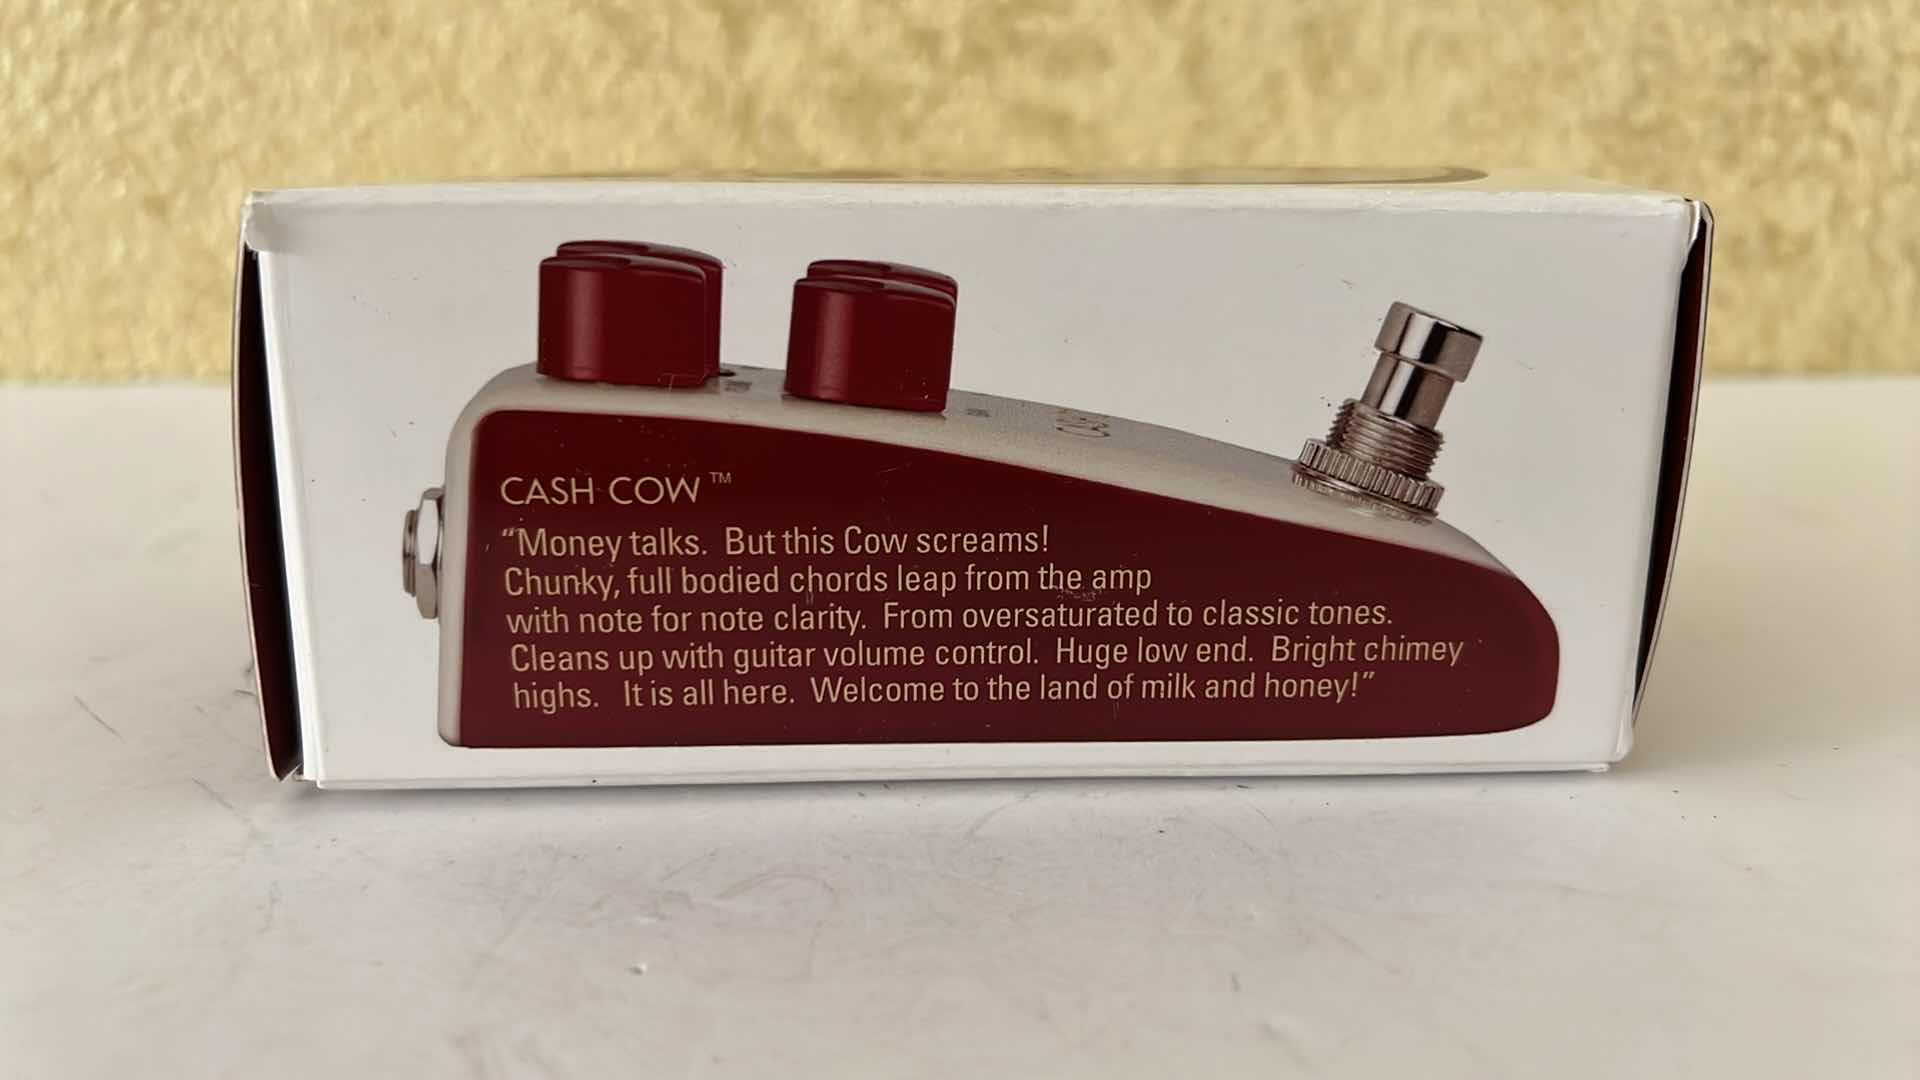 CASH COW™
“Money talks. But this Cow screams!
Chunky, full bodied chords leap from the amp
with note for note clarity. From oversaturated to classic tones.
Cleans up with guitar volume control. Huge low end. Bright chimey
highs. It is all here. Welcome to the land of milk and honey!”